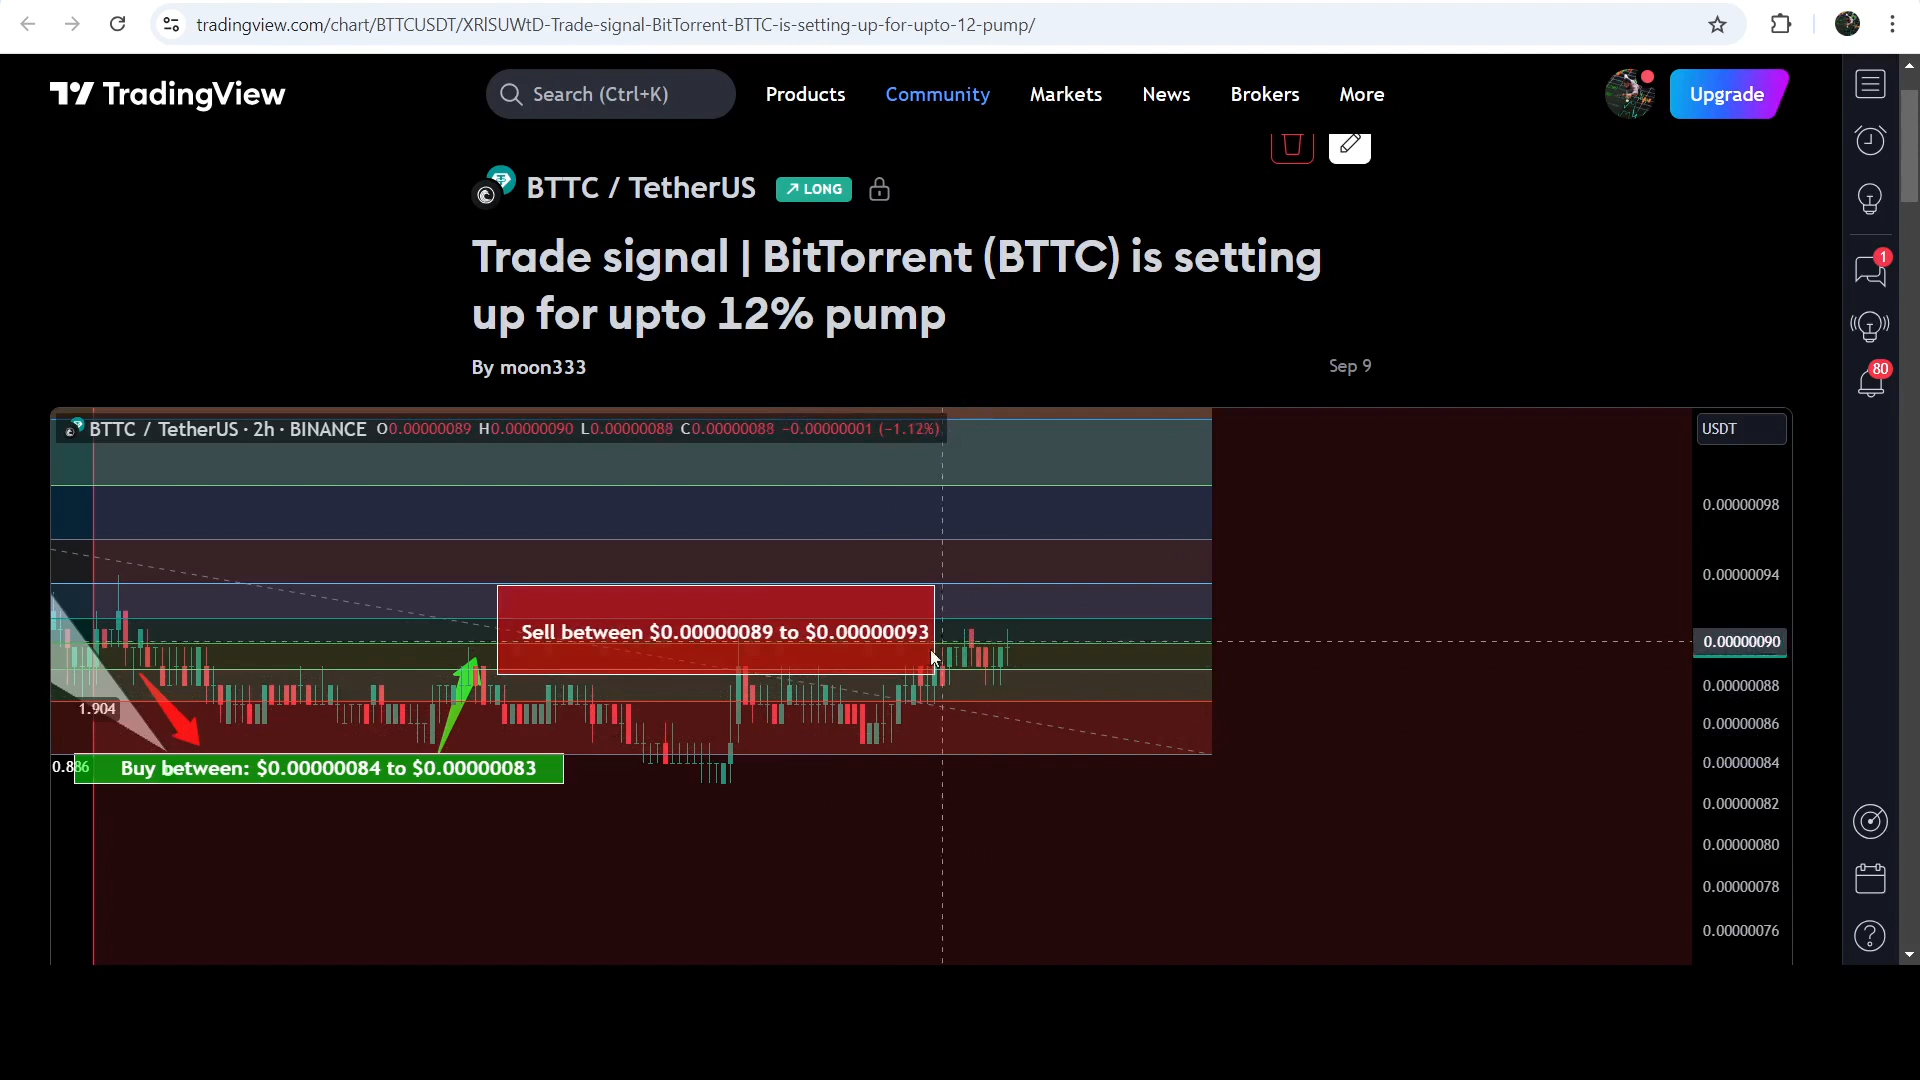 tradingview.com/chart/BTTCUSDT/XRlSUWtD-Trade-signal-BitTorrent-BTTC-is-setting-up-for-upto-12-pump/
TradingView
Search (Ctrl+K)
Products
Community
Markets
News
Brokers
More
Upgrade
BTTC / TetherUS
LONG
Trade signal | BitTorrent (BTTC) is setting
up for upto 12% pump
By moon333
Sep 9
1
80
BTTC / TetherUS · 2h · BINANCE O0.00000089 H0.00000090 L0.00000088 C0.00000088 −0.00000001 (−1.12%)
USDT
0.00000098
0.00000094
Sell between $0.00000089 to $0.00000093
0.00000090
0.00000088
1.904
0.00000086
0.886
Buy between: $0.00000084 to $0.00000083
0.00000084
0.00000082
0.00000080
0.00000078
0.00000076